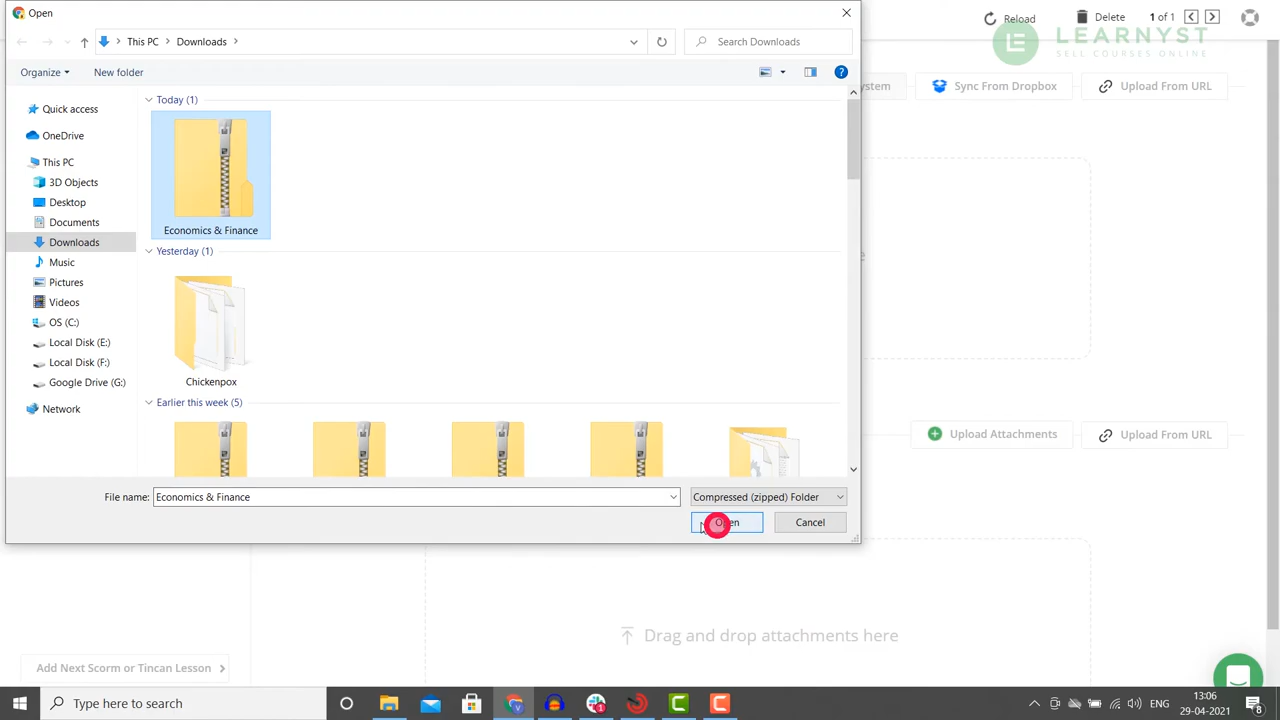 Open
This PC
Downloads
Search Downloads
Organize
New folder
Quick access
OneDrive
This PC
3D Objects
Desktop
Documents
Downloads
Music
Pictures
Videos
OS (C:)
Local Disk (E:)
Local Disk (F:)
Google Drive (G:)
Network
Today (1)
Economics & Finance
Yesterday (1)
Chickenpox
Earlier this week (5)
File name:
Economics & Finance
Compressed (zipped) Folder
Open
Cancel
Reload
Delete
1 of 1
LEARNYST
SELL COURSES ONLINE
Sync From Dropbox
Upload From URL
Upload Attachments
Upload From URL
Drag and drop attachments here
Add Next Scorm or Tincan Lesson
Type here to search
ENG
13:06
29-04-2021
8